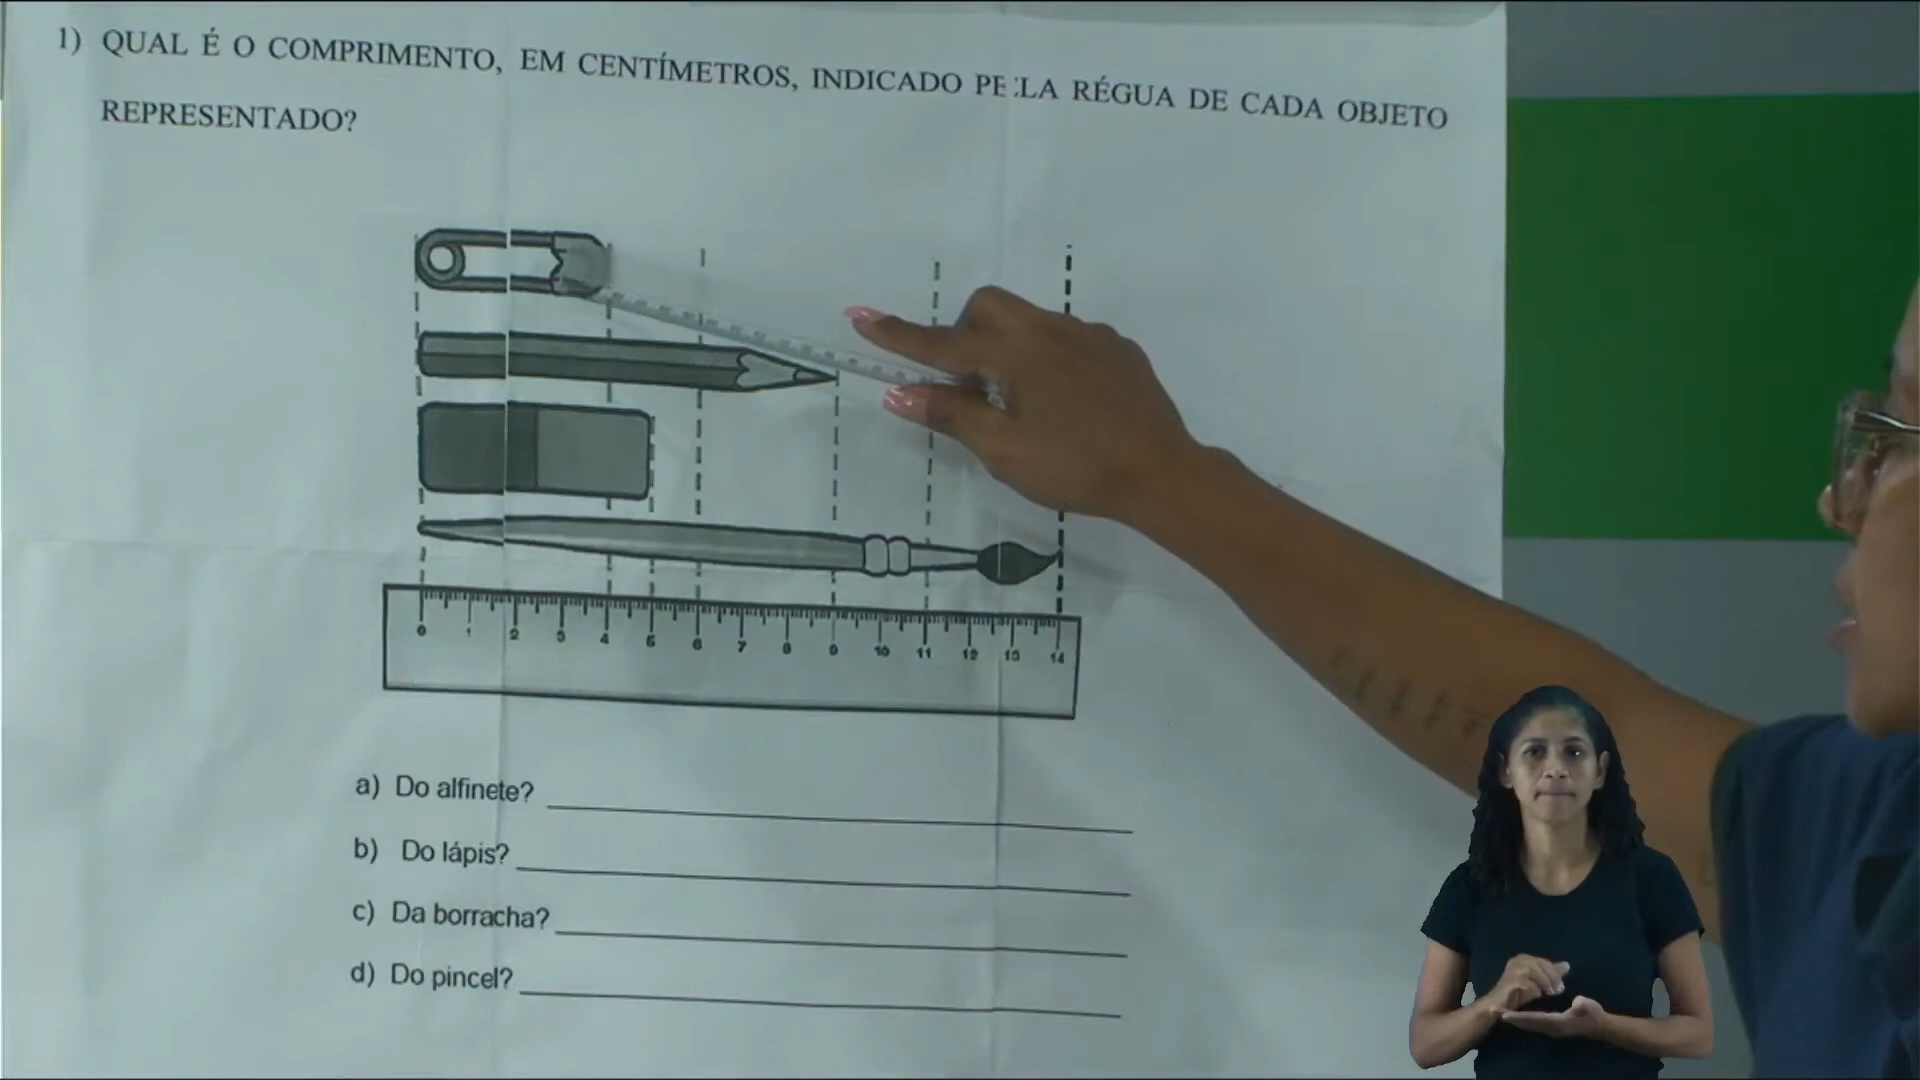 1) QUAL É O COMPRIMENTO, EM CENTÍMETROS, INDICADO PELA RÉGUA DE CADA OBJETO
REPRESENTADO?
0 1 2 3 4 5 6 7 8 9 10 11 12 13 14
a) Do alfinete?
b) Do lápis?
c) Da borracha?
d) Do pincel?